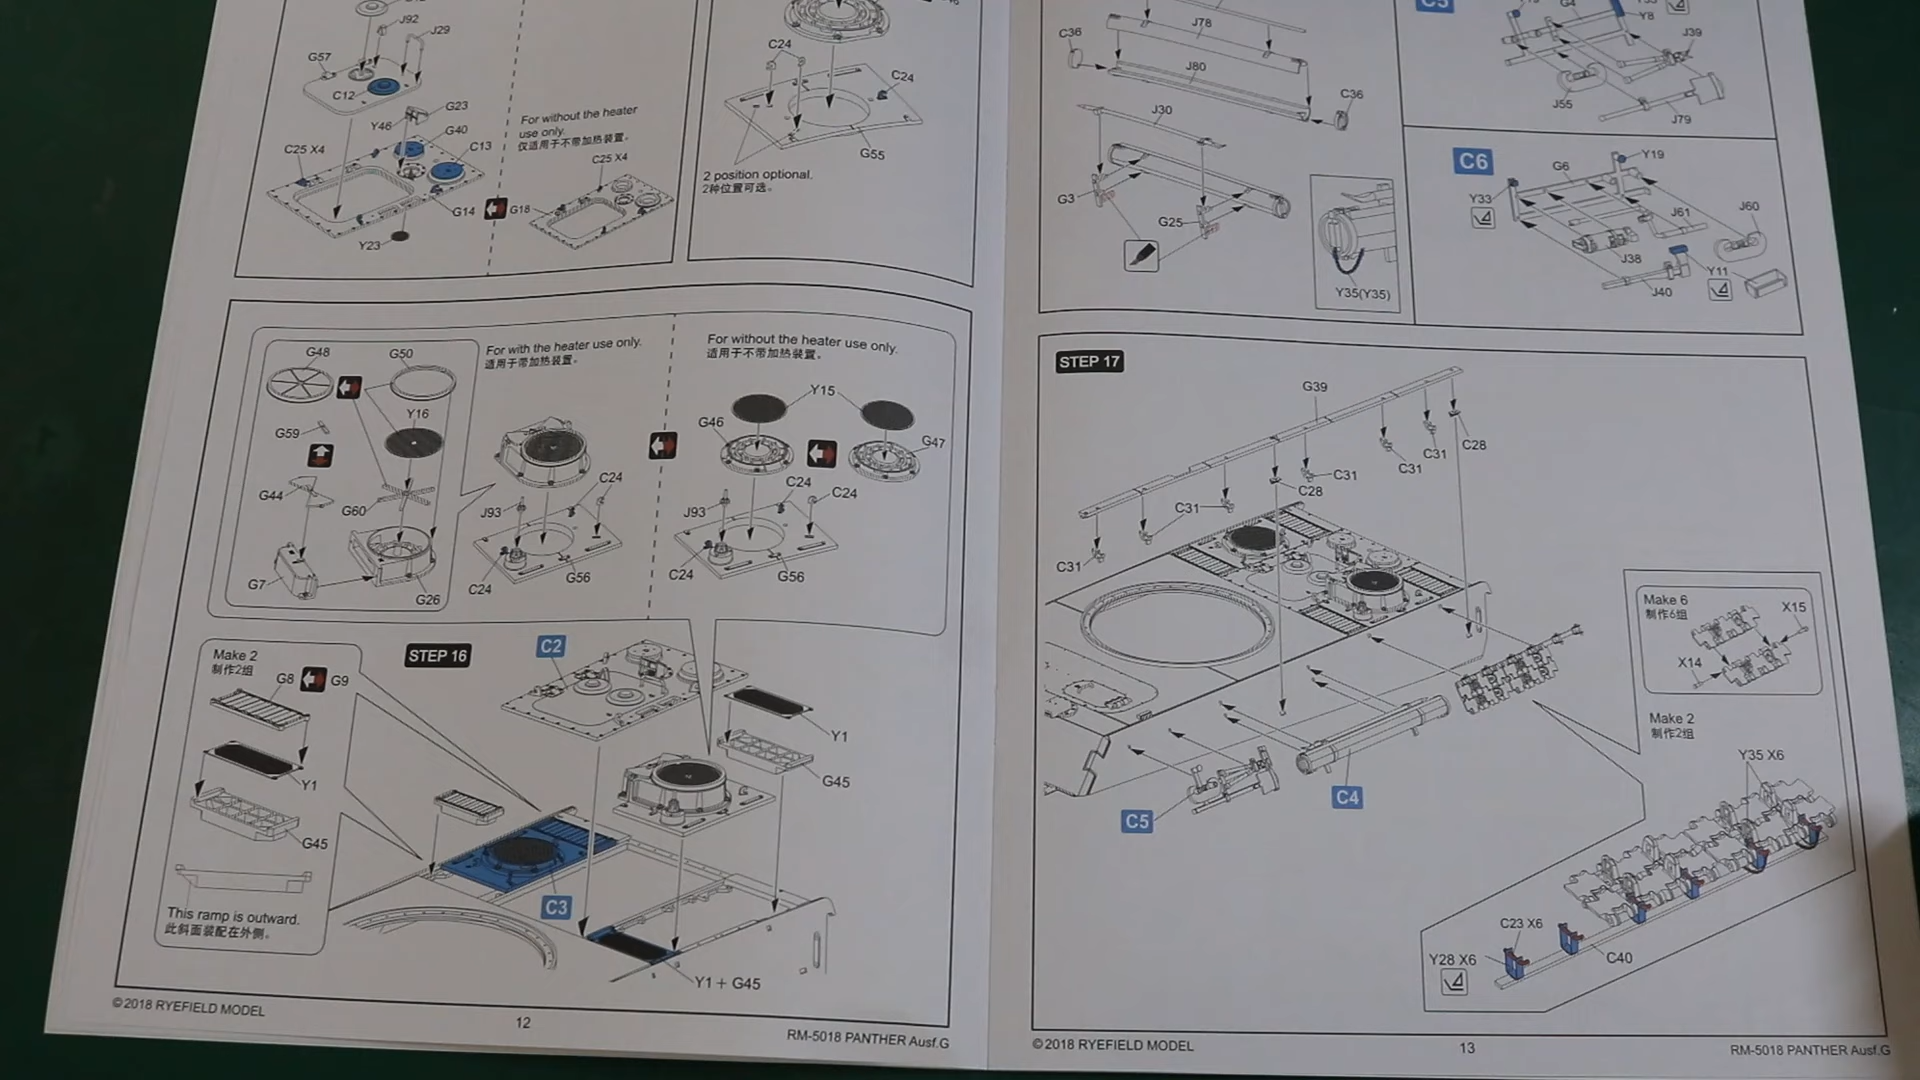 J92
J29
G57
C12
G23
Y46
G40
C25 X4
C13
G14
Y23
For without the heater
use only.
仅适用于不带加热装置。
C25 X4
G18
C24
C24
G55
2 position optional.
2种位置可选。
For with the heater use only.
适用于带加热装置。
For without the heater use only.
适用于不带加热装置。
G48
G50
Y16
G59
G44
G60
G7
G26
C24
J93
C24
G56
Y15
G46
G47
C24
C24
J93
C24
G56
STEP 16
Make 2
制作2组
G8
G9
Y1
G45
This ramp is outward.
此斜面装配在外侧。
C2
Y1
G45
C3
Y1 + G45
©2018 RYEFIELD MODEL
12
RM-5018 PANTHER Ausf.G
J78
C36
J80
C36
J30
G3
G25
Y35(Y35)
C5
G4
Y8
J39
J55
J79
C6
Y19
G6
Y33
J60
J61
J38
Y11
J40
STEP 17
G39
C28
C31
C31
C31
C28
C31
C31
Make 6
制作6组
X15
X14
Make 2
制作2组
C5
C4
Y35 X6
C23 X6
Y28 X6
C40
©2018 RYEFIELD MODEL
13
RM-5018 PANTHER Ausf.G